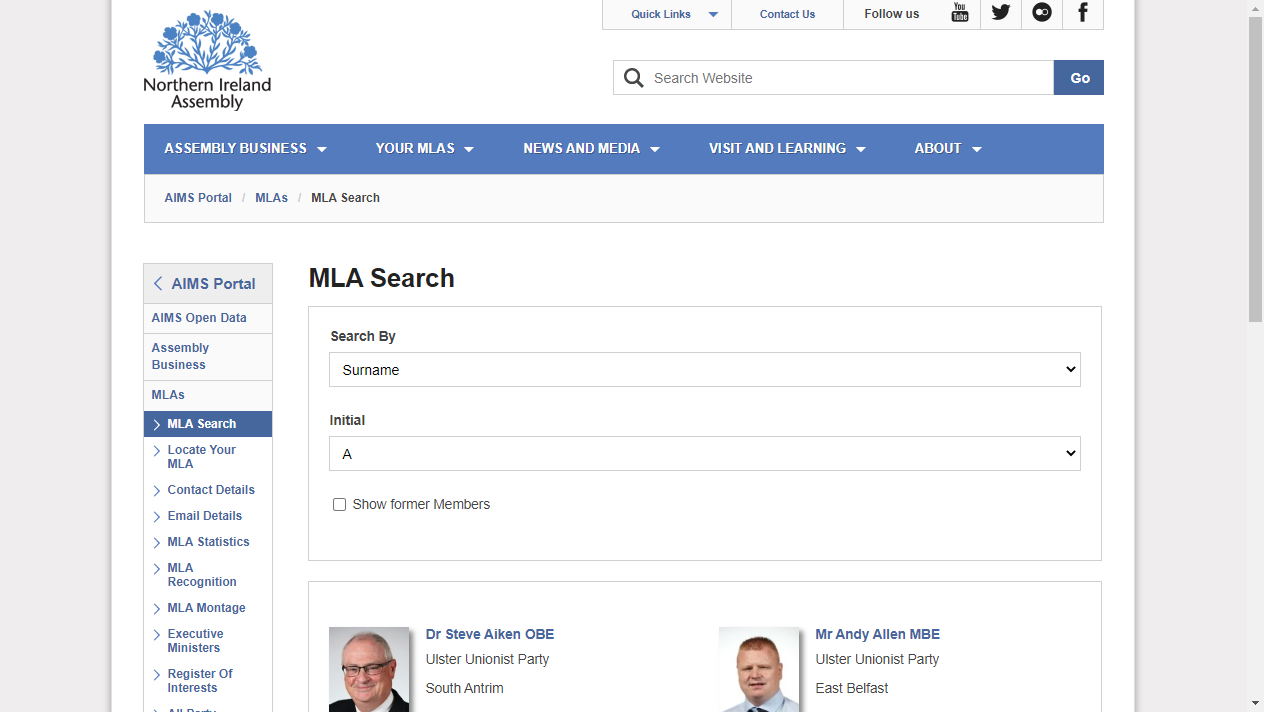 Quick Links
Contact Us
Follow us
You
Tube
Northern Ireland
Assembly
Search Website
Go
ASSEMBLY BUSINESS
YOUR MLAS
NEWS AND MEDIA
VISIT AND LEARNING
ABOUT
AIMS Portal / MLAs / MLA Search
AIMS Portal
AIMS Open Data
Assembly
Business
MLAs
MLA Search
Locate Your
MLA
Contact Details
Email Details
MLA Statistics
MLA
Recognition
MLA Montage
Executive
Ministers
Register Of
Interests
All Party
MLA Search
Search By
Surname
Initial
A
Show former Members
Dr Steve Aiken OBE
Ulster Unionist Party
South Antrim
Mr Andy Allen MBE
Ulster Unionist Party
East Belfast